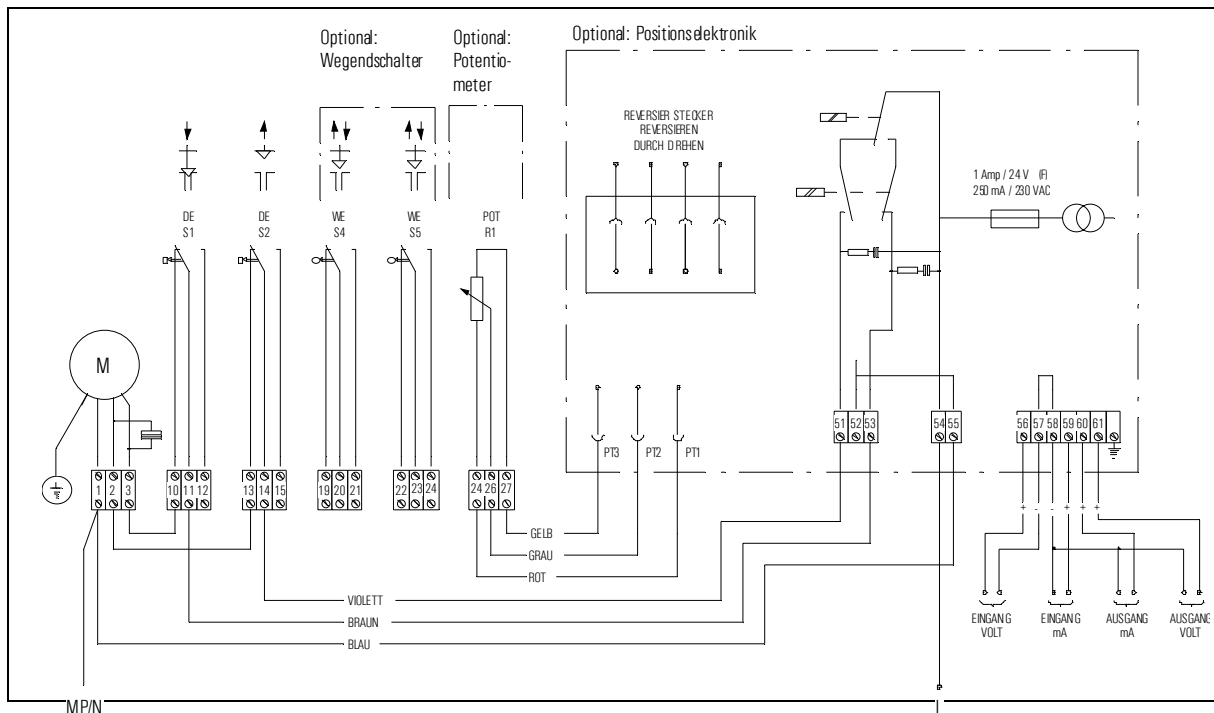 Optional:
Wegendschalter
Optional:
Potentio-
meter
Optional: Positionselektronik
REVERSIER STECKER
REVERSIEREN
DURCH DREHEN
1 Amp / 24 V (F)
250 mA / 230 VAC
DE
S1
DE
S2
WE
S4
WE
S5
POT
R1
M
PT3
PT2
PT1
51 52 53
54 55
56 57 58 59 60 61
1 2 3
10 11 12
13 14 15
19 20 21
22 23 24
24 26 27
+ - - + + +
GELB
GRAU
ROT
VIOLETT
BRAUN
BLAU
EINGANG
VOLT
EINGANG
mA
AUSGANG
mA
AUSGANG
VOLT
MP/N
L